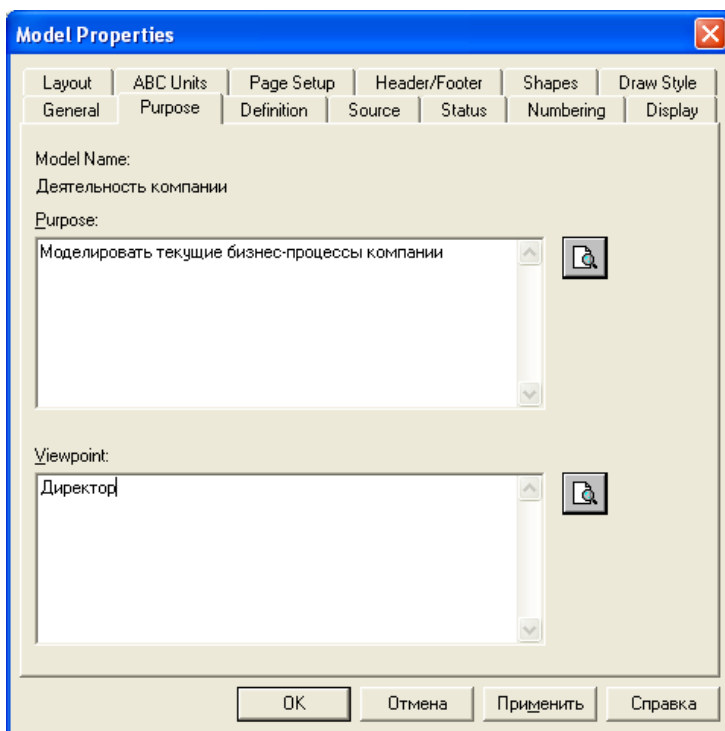 Model Properties
Layout ABC Units Page Setup Header/Footer Shapes Draw Style
General Purpose Definition Source Status Numbering Display
Model Name:
Деятельность компании
Purpose:
Моделировать текущие бизнес-процессы компании
Viewpoint:
Директор
OK Отмена Применить Справка